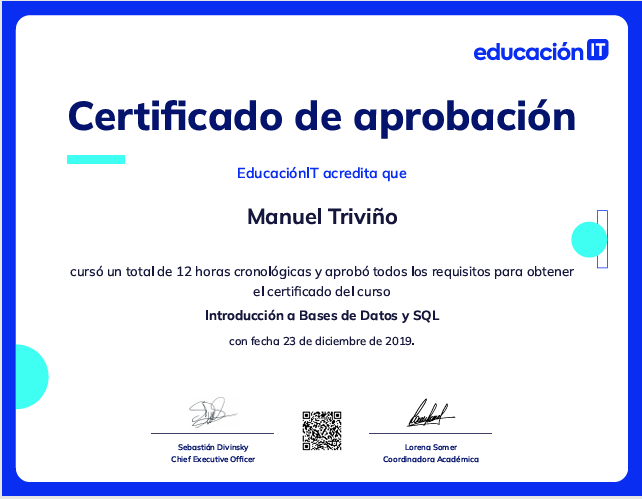 educación IT
Certificado de aprobación
EducaciónIT acredita que
Manuel Triviño
cursó un total de 12 horas cronológicas y aprobó todos los requisitos para obtener
el certificado del curso
Introducción a Bases de Datos y SQL
con fecha 23 de diciembre de 2019.
Sebastián Divinsky
Chief Executive Officer
Lorena Somer
Coordinadora Académica